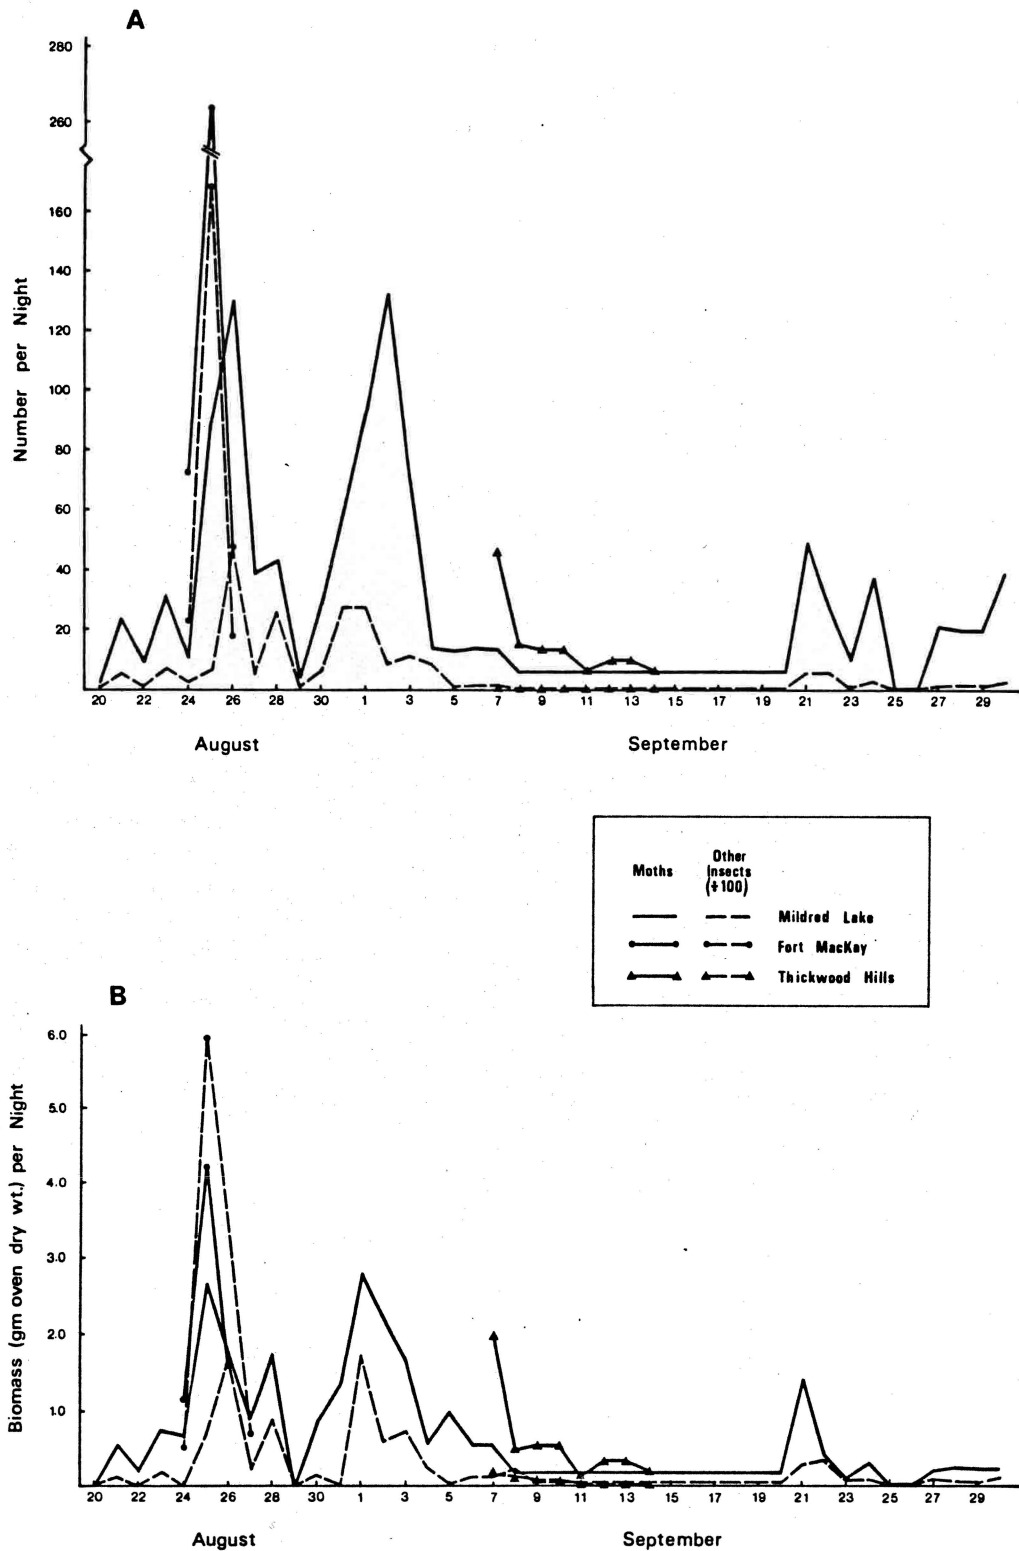 A
280
260
160
140
120
100
80
60
40
20
Number per Night
20 22 24 26 28 30 1 3 5 7 9 11 13 15 17 19 21 23 25 27 29
August September
Moths Other Insects (÷100)
Mildred Lake
Fort MacKay
Thickwood Hills
B
6.0
5.0
4.0
3.0
2.0
1.0
Biomass (gm oven dry wt.) per Night
20 22 24 26 28 30 1 3 5 7 9 11 13 15 17 19 21 23 25 27 29
August September